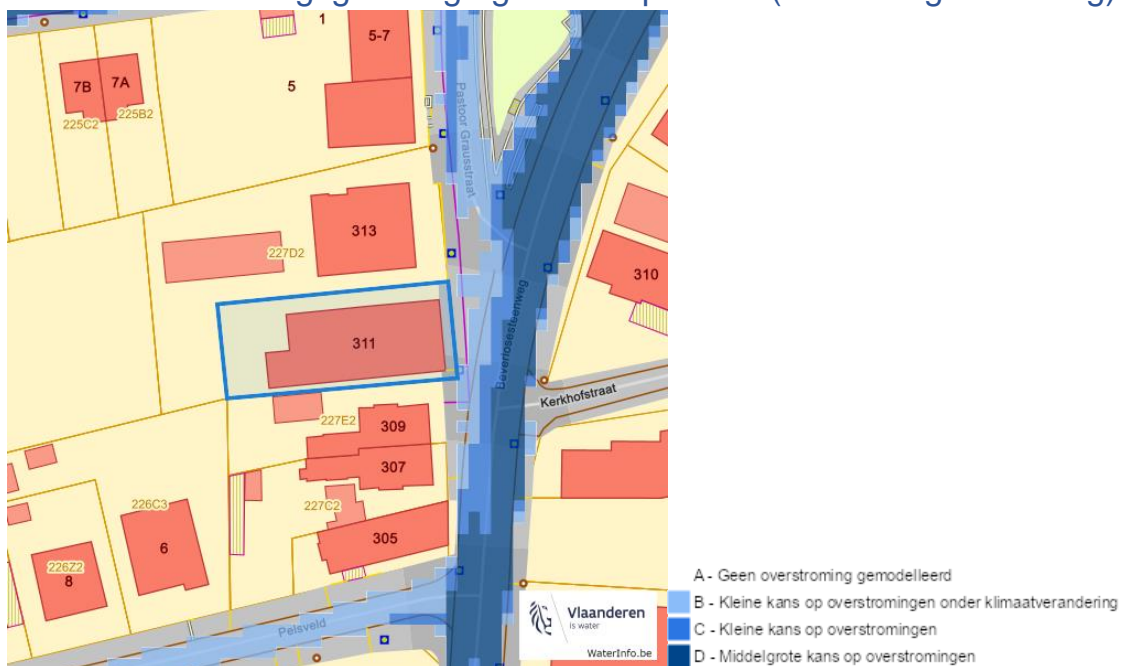 1
5-7
7B
7A
5
225C2
225B2
Pastoor Grausstraat
313
227D2
310
311
Beverlosesteenweg
Kerkhofstraat
227E2
309
307
226C3
227C2
305
6
226Z2
8
Pelsveld
Vlaanderen
is water
WaterInfo.be
A - Geen overstroming gemodelleerd
B - Kleine kans op overstromingen onder klimaatverandering
C - Kleine kans op overstromingen
D - Middelgrote kans op overstromingen